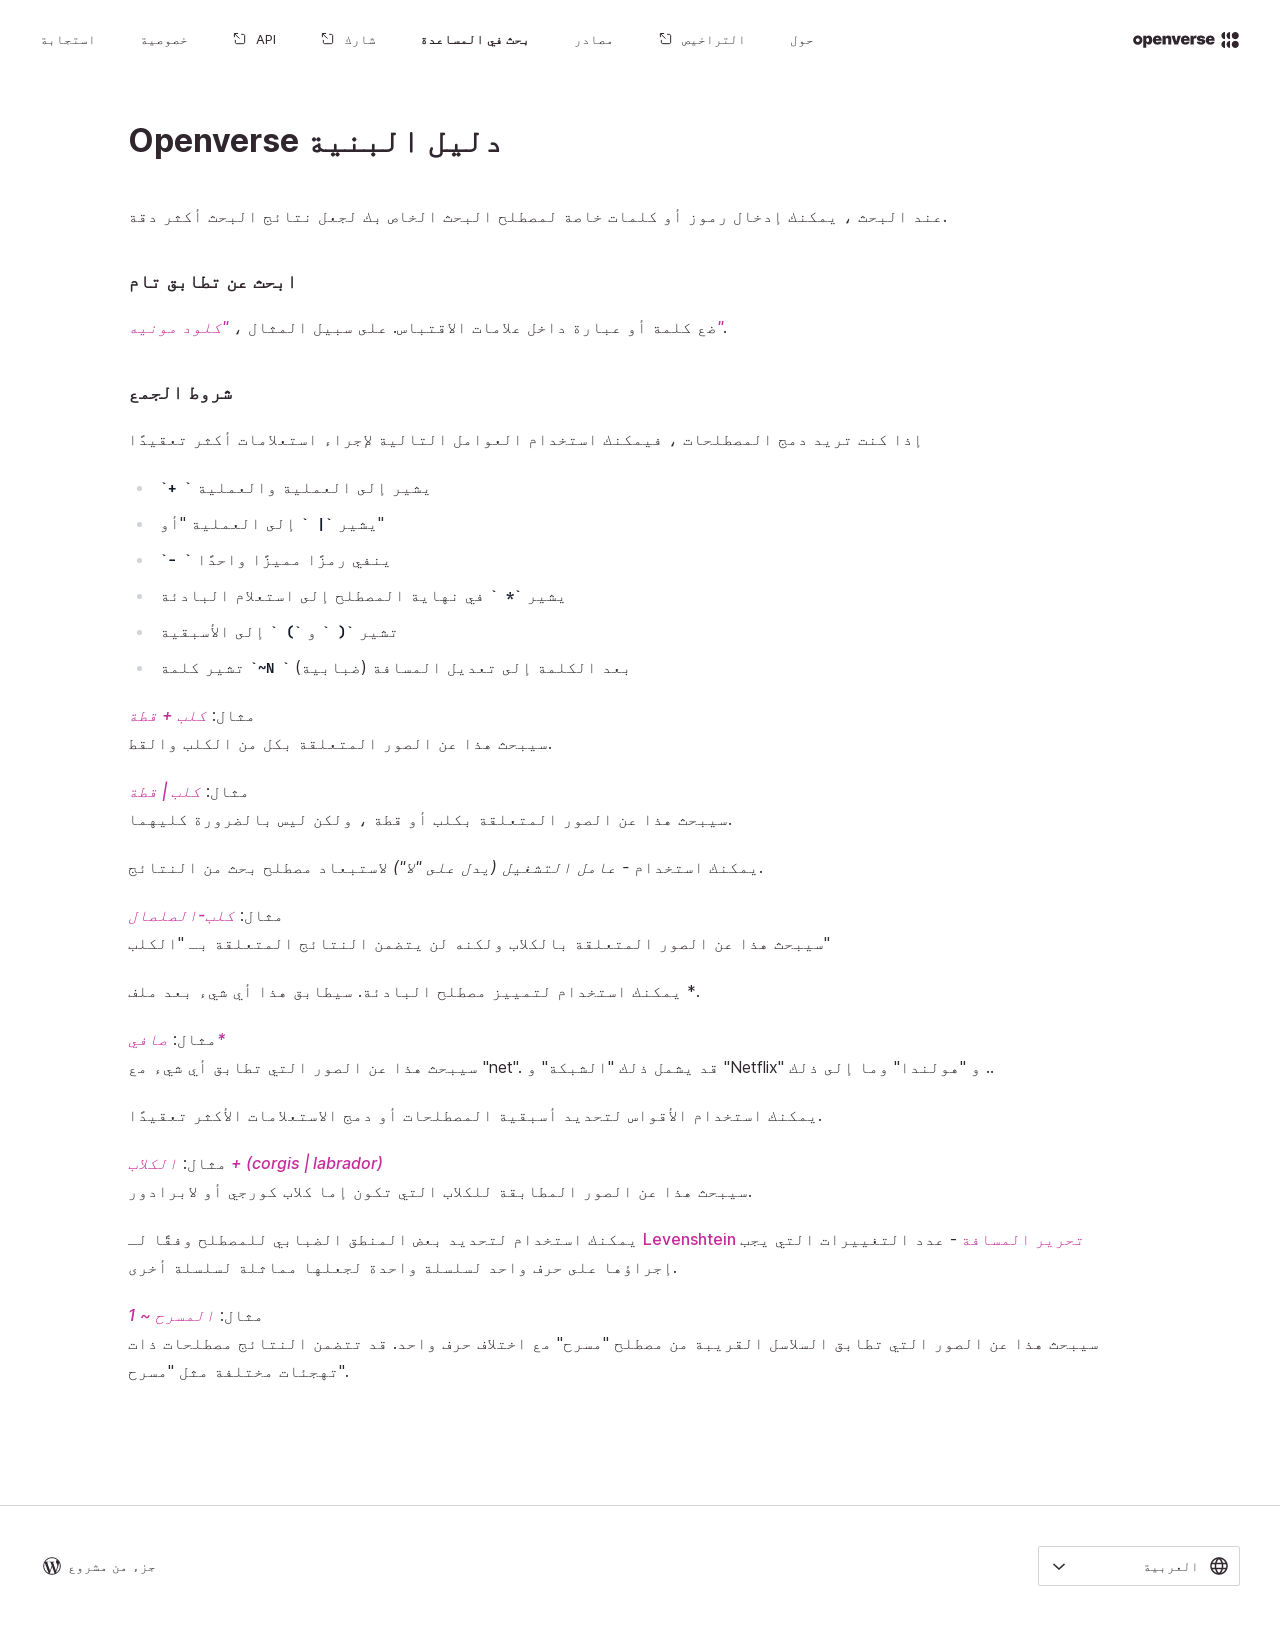 openverse
حول
التراخيص
مصادر
بحث في المساعدة
شارك
API
خصوصية
استجابة
دليل البنية Openverse
عند البحث ، يمكنك إدخال رموز أو كلمات خاصة لمصطلح البحث الخاص بك لجعل نتائج البحث أكثر دقة.
ابحث عن تطابق تام
ضع كلمة أو عبارة داخل علامات الاقتباس. على سبيل المثال ، "كلود مونيه".
شروط الجمع
إذا كنت تريد دمج المصطلحات ، فيمكنك استخدام العوامل التالية لإجراء استعلامات أكثر تعقيدًا
`+ ` يشير إلى العملية والعملية
يشير `| ` إلى العملية "أو"
`- ` ينفي رمزًا مميزًا واحدًا
يشير `* ` في نهاية المصطلح إلى استعلام البادئة
تشير `( ` و `) ` إلى الأسبقية
تشير كلمة `~N ` بعد الكلمة إلى تعديل المسافة (ضبابية)
مثال: كلب + قطة
سيبحث هذا عن الصور المتعلقة بكل من الكلب والقط.
مثال: كلب | قطة
سيبحث هذا عن الصور المتعلقة بكلب أو قطة ، ولكن ليس بالضرورة كليهما.
يمكنك استخدام - عامل التشغيل (يدل على "لا") لاستبعاد مصطلح بحث من النتائج.
مثال: كلب-الصلصال
سيبحث هذا عن الصور المتعلقة بالكلاب ولكنه لن يتضمن النتائج المتعلقة بـ "الكلب"
يمكنك استخدام لتمييز مصطلح البادئة. سيطابق هذا أي شيء بعد ملف *.
مثال: صافي*
سيبحث هذا عن الصور التي تطابق أي شيء مع "net". قد يشمل ذلك "الشبكة" و "Netflix" و "هولندا" وما إلى ذلك ..
يمكنك استخدام الأقواس لتحديد أسبقية المصطلحات أو دمج الاستعلامات الأكثر تعقيدًا.
مثال: الكلاب + (corgis | labrador)
سيبحث هذا عن الصور المطابقة للكلاب التي تكون إما كلاب كورجي أو لابرادور.
يمكنك استخدام لتحديد بعض المنطق الضبابي للمصطلح وفقًا لـ Levenshtein تحرير المسافة - عدد التغييرات التي يجب
إجراؤها على حرف واحد لسلسلة واحدة لجعلها مماثلة لسلسلة أخرى.
مثال: المسرح ~ 1
سيبحث هذا عن الصور التي تطابق السلاسل القريبة من مصطلح "مسرح" مع اختلاف حرف واحد. قد تتضمن النتائج مصطلحات ذات
تهجئات مختلفة مثل "مسرح".
العربية
جزء من مشروع